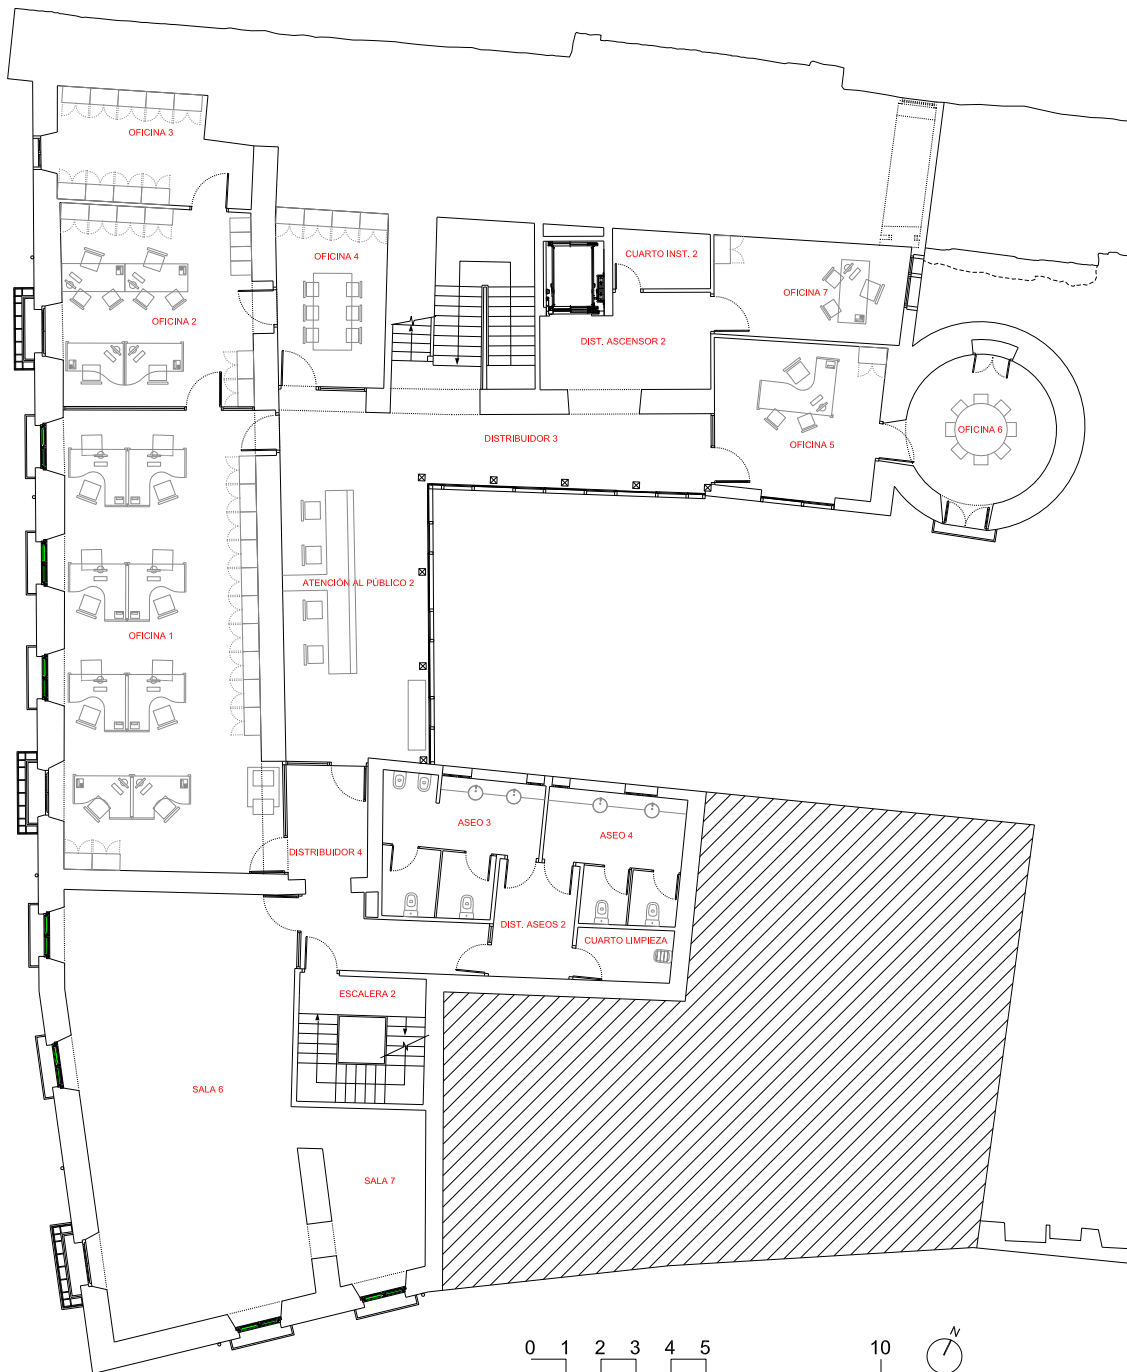 OFICINA 3
OFICINA 4
CUARTO INST. 2
OFICINA 7
OFICINA 2
DIST. ASCENSOR 2
OFICINA 6
DISTRIBUIDOR 3
OFICINA 5
ATENCIÓN AL PÚBLICO 2
OFICINA 1
ASEO 3
ASEO 4
DISTRIBUIDOR 4
DIST. ASEOS 2
CUARTO LIMPIEZA
ESCALERA 2
SALA 6
SALA 7
0 1 2 3 4 5 10
N